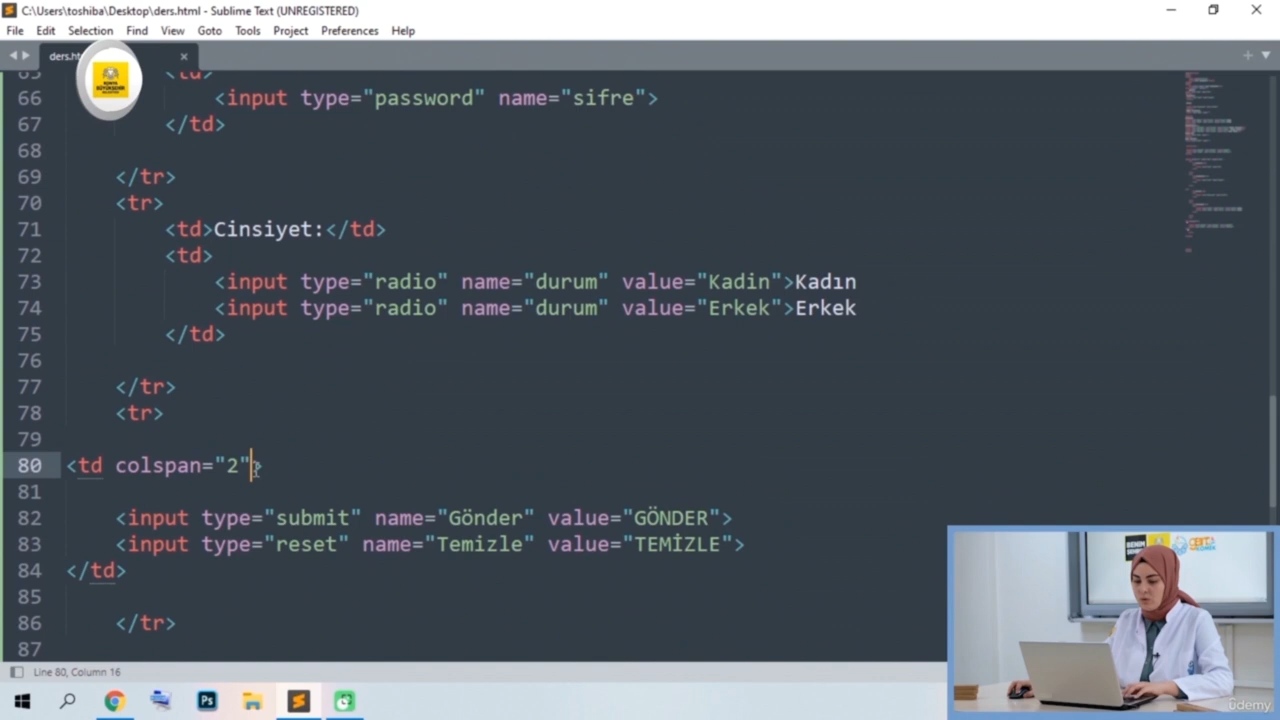 C:\Users\toshiba\Desktop\ders.html - Sublime Text (UNREGISTERED)
File Edit Selection Find View Goto Tools Project Preferences Help
ders.ht
65 <td>
66 <input type="password" name="sifre">
67 </td>
68
69 </tr>
70 <tr>
71 <td>Cinsiyet:</td>
72 <td>
73 <input type="radio" name="durum" value="Kadin">Kadın
74 <input type="radio" name="durum" value="Erkek">Erkek
75 </td>
76
77 </tr>
78 <tr>
79
80 <td colspan="2">
81
82 <input type="submit" name="Gönder" value="GÖNDER">
83 <input type="reset" name="Temizle" value="TEMİZLE">
84 </td>
85
86 </tr>
87
Line 80, Column 16
Ps
udemy